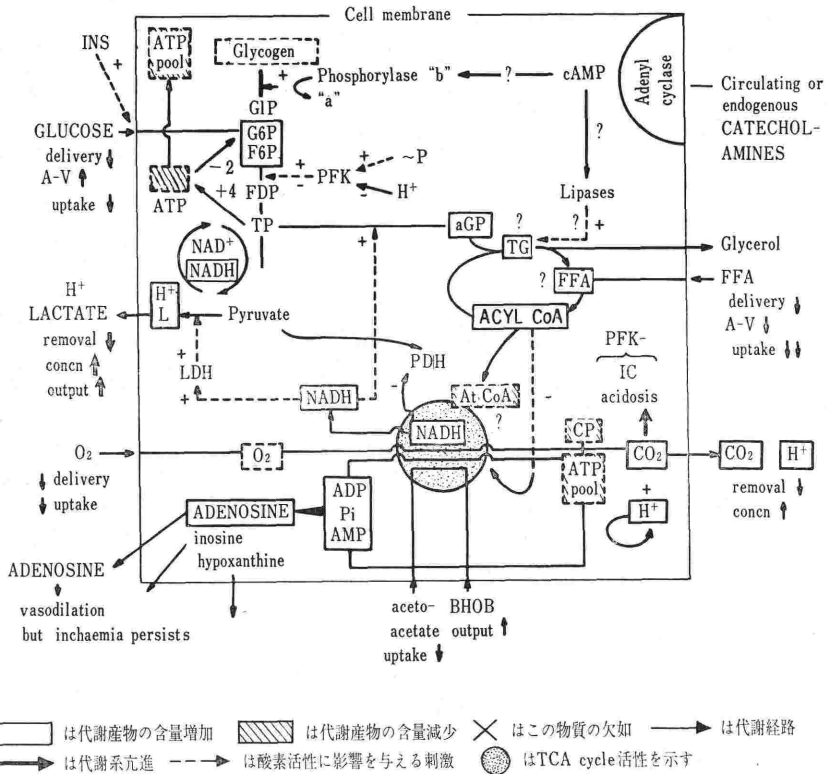 Cell membrane
INS
+
ATP
pool
Glycogen
+
Phosphorylase “b”
?
cAMP
“a”
Adenyl
cyclase
Circulating or
endogenous
CATECHOL-
AMINES
G1P
GLUCOSE
delivery
A-V
uptake
G6P
F6P
-2
+4
ATP
FDP
+
-
PFK
+
~P
-
H+
?
Lipases
?
+
TP
+
aGP
?
TG
Glycerol
NAD+
NADH
?
FFA
FFA
delivery
A-V
uptake
H+
LACTATE
removal
concn
output
H+
L
Pyruvate
ACYL CoA
+
LDH
+
PDH
-
NADH
At CoA
?
-
NADH
PFK-
IC
acidosis
O2
delivery
uptake
O2
CP
ATP
pool
CO2
CO2
H+
removal
concn
+
H+
ADP
Pi
AMP
ADENOSINE
inosine
hypoxanthine
ADENOSINE
vasodilation
but inchaemia persists
aceto-
acetate
uptake
BHOB
output
は代謝産物の含量増加
は代謝産物の含量減少
はこの物質の欠如
は代謝経路
は代謝系亢進
は酸素活性に影響を与える刺激
はTCA cycle活性を示す